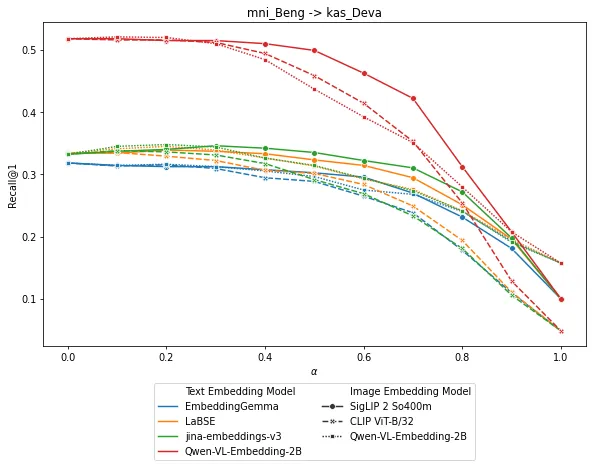 mni_Beng -> kas_Deva
Recall@1
0.5
0.4
0.3
0.2
0.1
0.0
0.2
0.4
0.6
0.8
1.0
α
Text Embedding Model
EmbeddingGemma
LaBSE
jina-embeddings-v3
Qwen-VL-Embedding-2B
Image Embedding Model
SigLIP 2 So400m
CLIP ViT-B/32
Qwen-VL-Embedding-2B